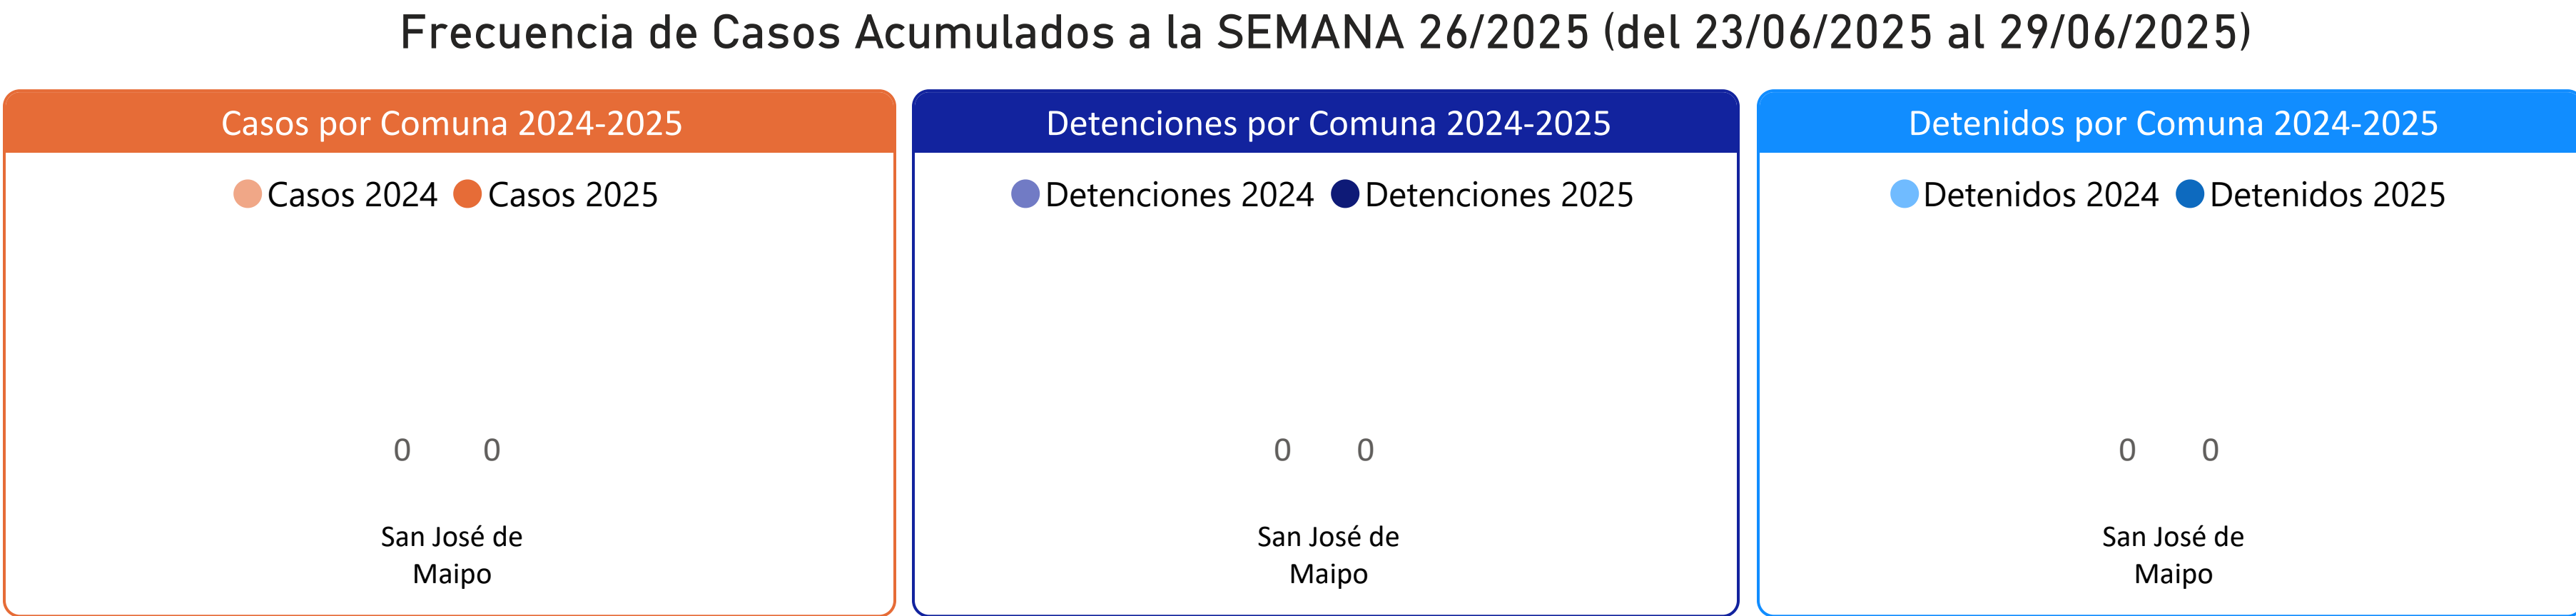 Frecuencia de Casos Acumulados a la SEMANA 26/2025 (del 23/06/2025 al 29/06/2025)
Casos por Comuna 2024-2025
Casos 2024 Casos 2025
0 0
San José de
Maipo
Detenciones por Comuna 2024-2025
Detenciones 2024 Detenciones 2025
0 0
San José de
Maipo
Detenidos por Comuna 2024-2025
Detenidos 2024 Detenidos 2025
0 0
San José de
Maipo